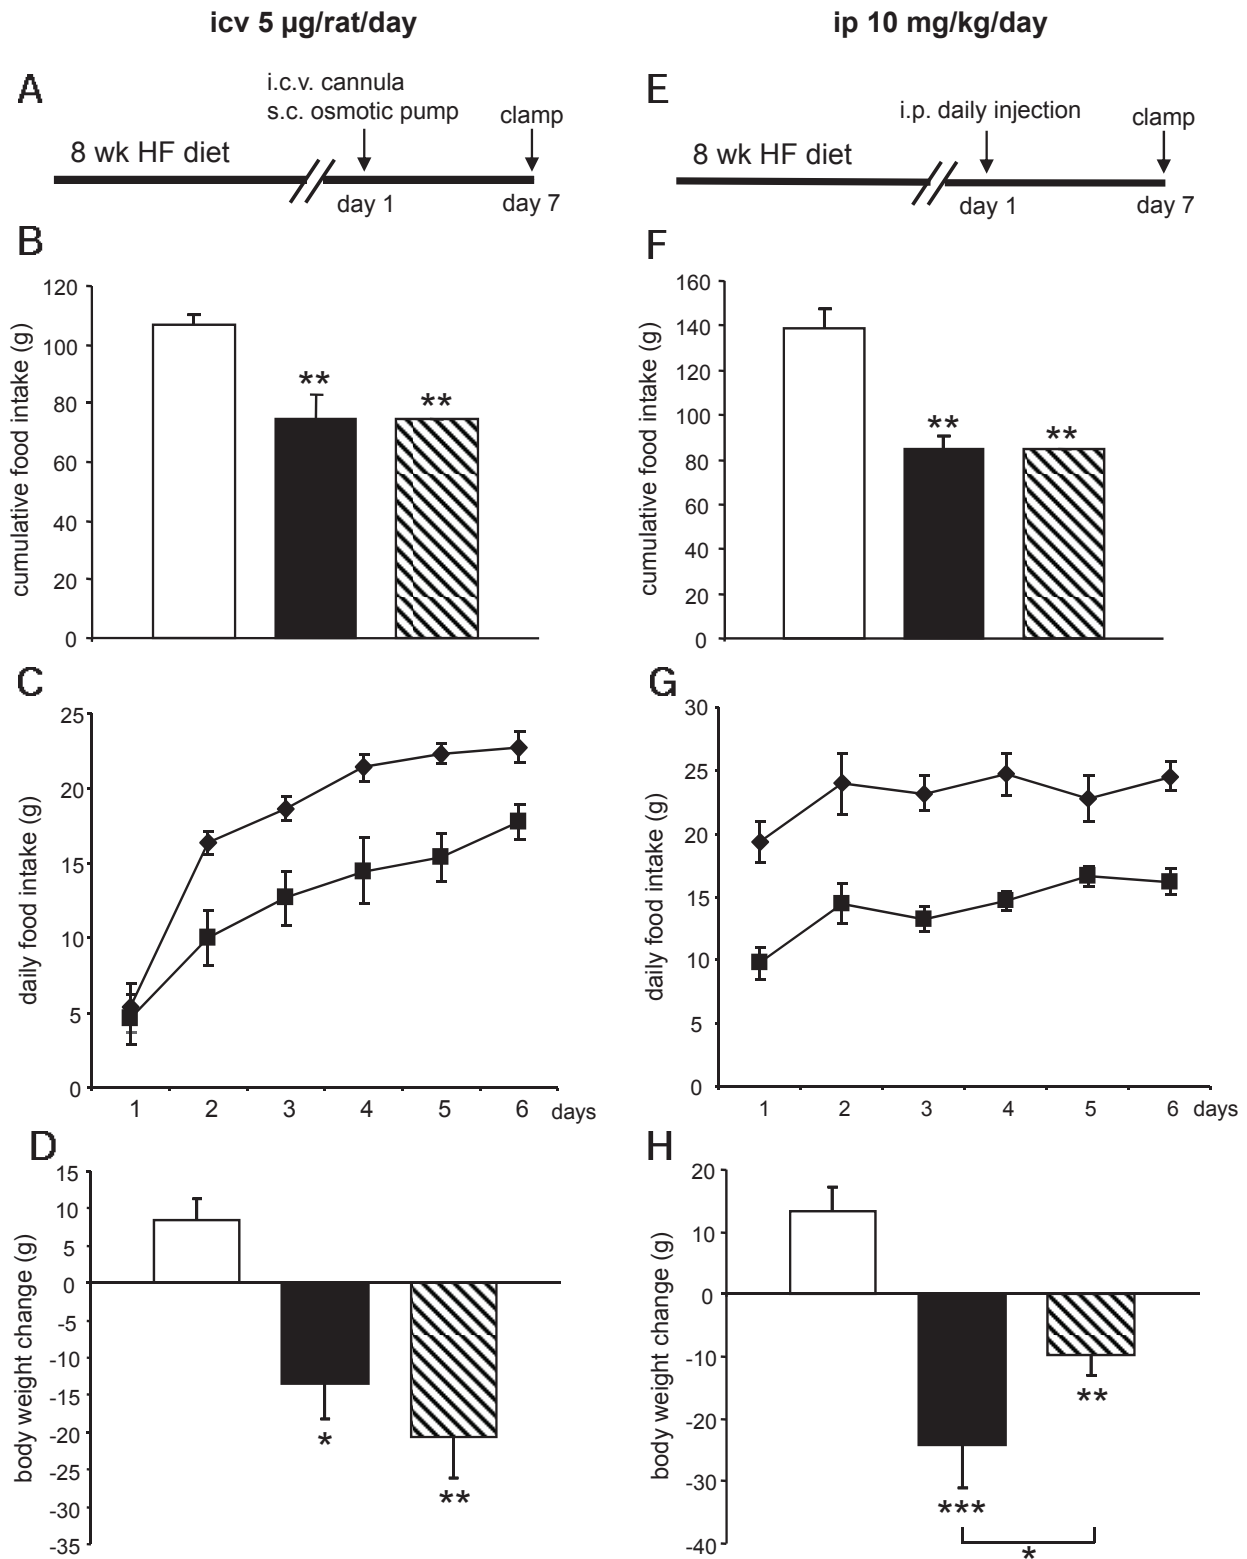 icv 5 µg/rat/day
ip 10 mg/kg/day
A
i.c.v. cannula
s.c. osmotic pump
clamp
8 wk HF diet
day 1
day 7
E
i.p. daily injection
clamp
8 wk HF diet
day 1
day 7
B
cumulative food intake (g)
120
100
80
60
40
20
0
**
**
F
cumulative food intake (g)
160
140
120
100
80
60
40
20
0
**
**
C
daily food intake (g)
25
20
15
10
5
0
1 2 3 4 5 6 days
G
daily food intake (g)
30
25
20
15
10
5
0
1 2 3 4 5 6 days
D
body weight change (g)
15
10
5
0
-5
-10
-15
-20
-25
-30
-35
*
**
H
body weight change (g)
20
10
0
-10
-20
-30
-40
***
**
*